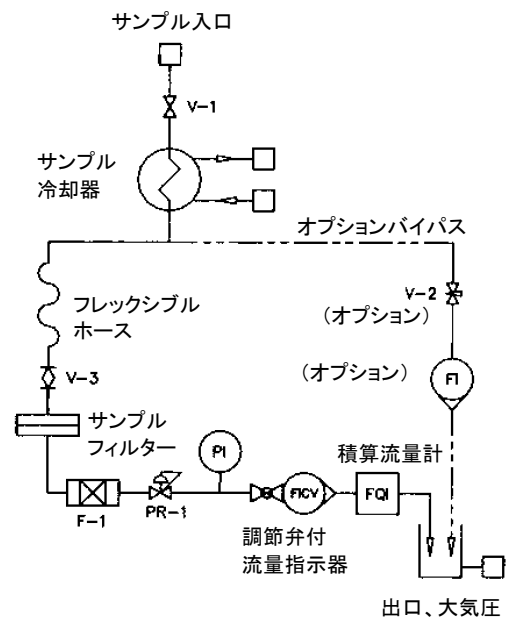 サンプル入口
V-1
サンプル
冷却器
オプションバイパス
フレックシブル
ホース
V-2
(オプション)
(オプション)
FI
V-3
サンプル
フィルター
PI
積算流量計
F-1
PR-1
FICV
FQI
調節弁付
流量指示器
出口、大気圧